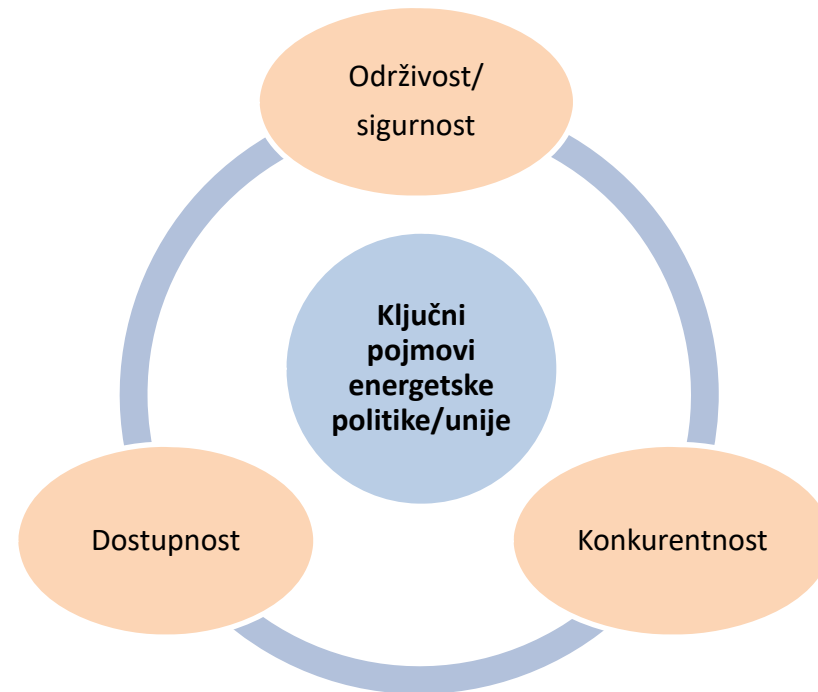 Održivost/
sigurnost
Ključni
pojmovi
energetske
politike/unije
Dostupnost
Konkurentnost